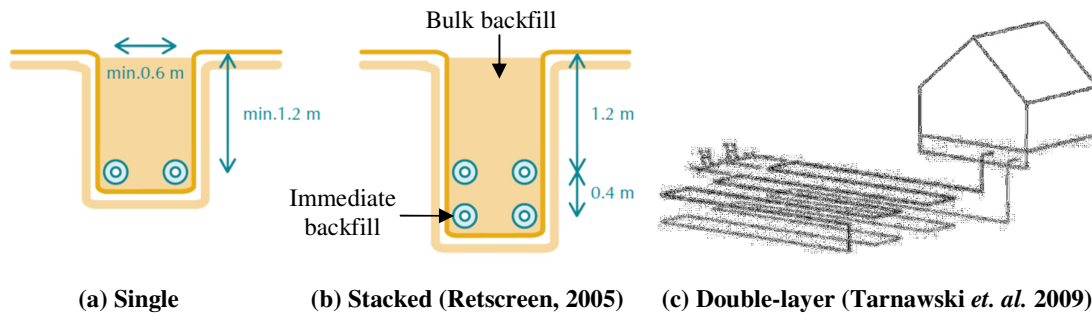 Bulk backfill
min.0.6 m
min.1.2 m
1.2 m
0.4 m
Immediate
backfill
(a) Single
(b) Stacked (Retscreen, 2005)
(c) Double-layer (Tarnawski et. al. 2009)